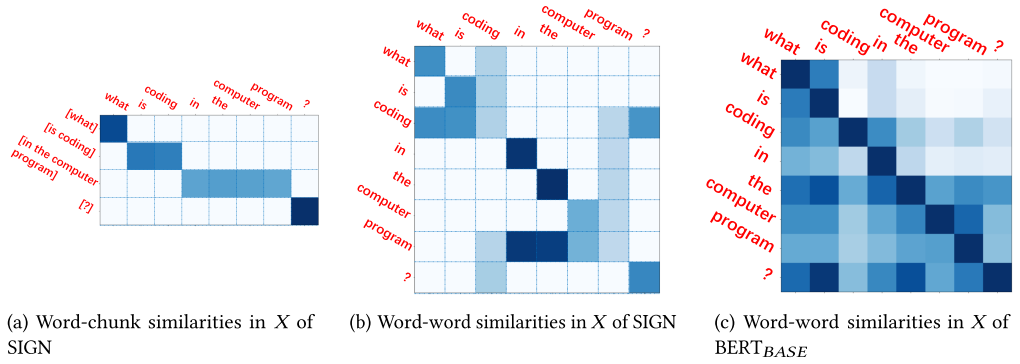 what is coding in the computer program ?
[what]
[is coding]
[in the computer
program]
[?]
what is coding in the computer program ?
what
is
coding
in
the
computer
program
?
what is coding in the computer program ?
what
is
coding
in
the
computer
program
?
(a) Word-chunk similarities in X of
SIGN
(b) Word-word similarities in X of SIGN
(c) Word-word similarities in X of
BERTBASE